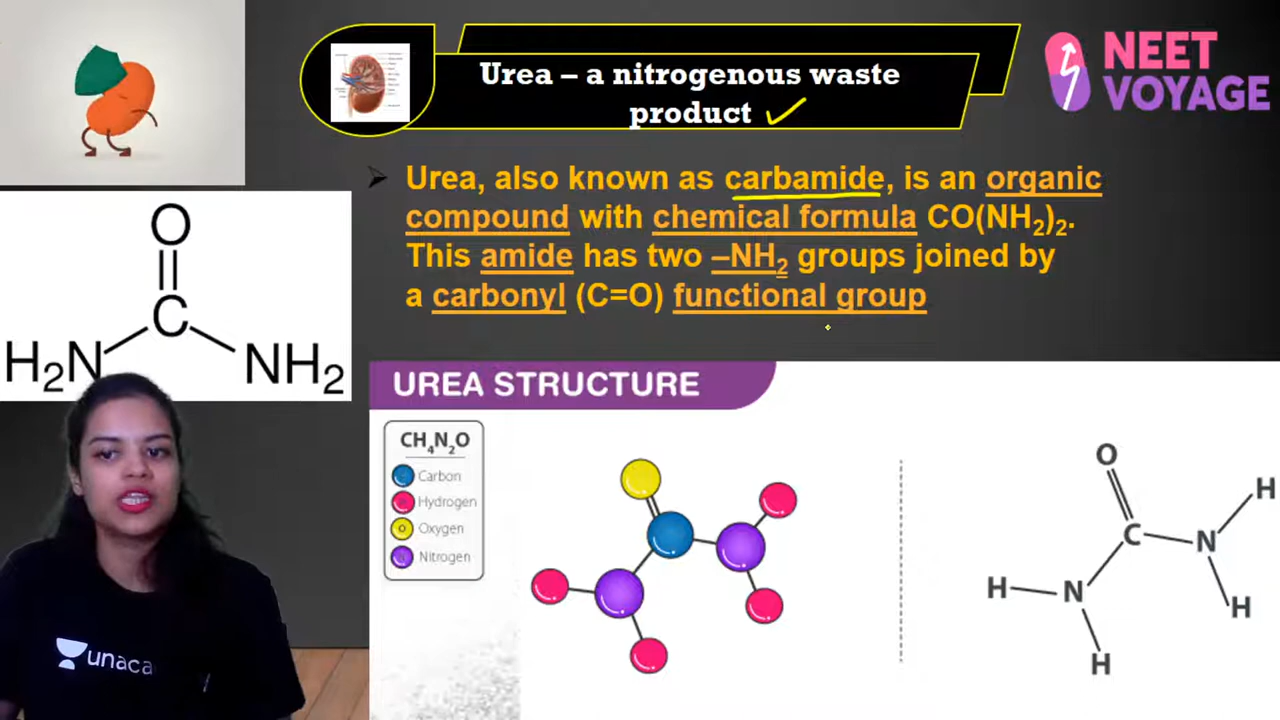 NEET
VOYAGE
Urea – a nitrogenous waste
product
Urea, also known as carbamide, is an organic
compound with chemical formula CO(NH₂)₂.
This amide has two –NH₂ groups joined by
a carbonyl (C=O) functional group
O
C
H₂N
NH₂
UREA STRUCTURE
CH₄N₂O
Carbon
Hydrogen
O Oxygen
Nitrogen
O
H
C
N
H
N
H
H
unaca